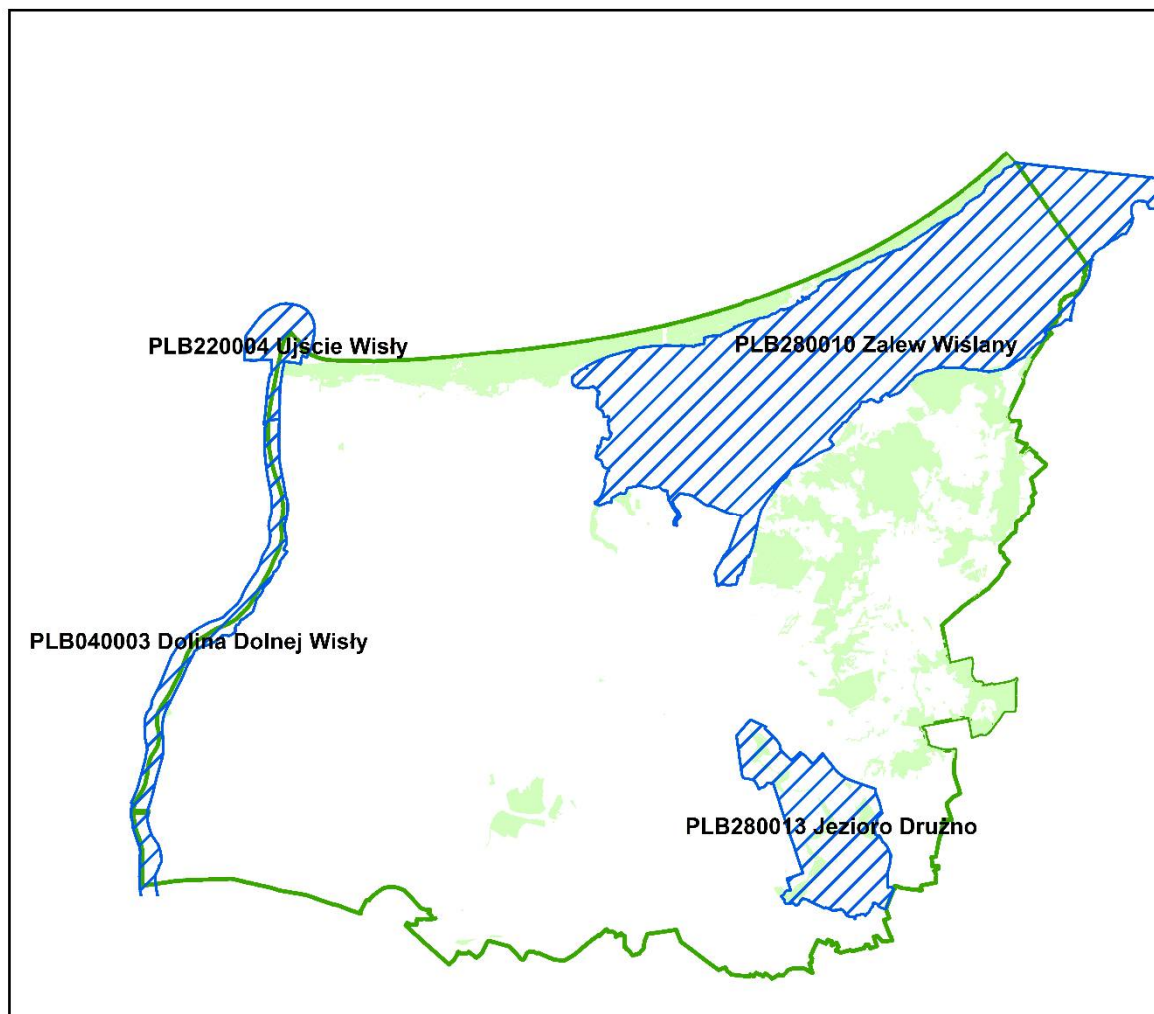 PLB220004 Ujście Wisły
PLB280010 Zalew Wiślany
PLB040003 Dolina Dolnej Wisły
PLB280013 Jezioro Drużno